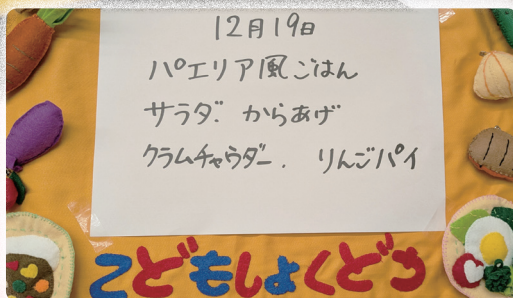 12月19日
パエリア風ごはん
サラダ. からあげ
クラムチャウダー. りんごパイ
こどもしょくどう